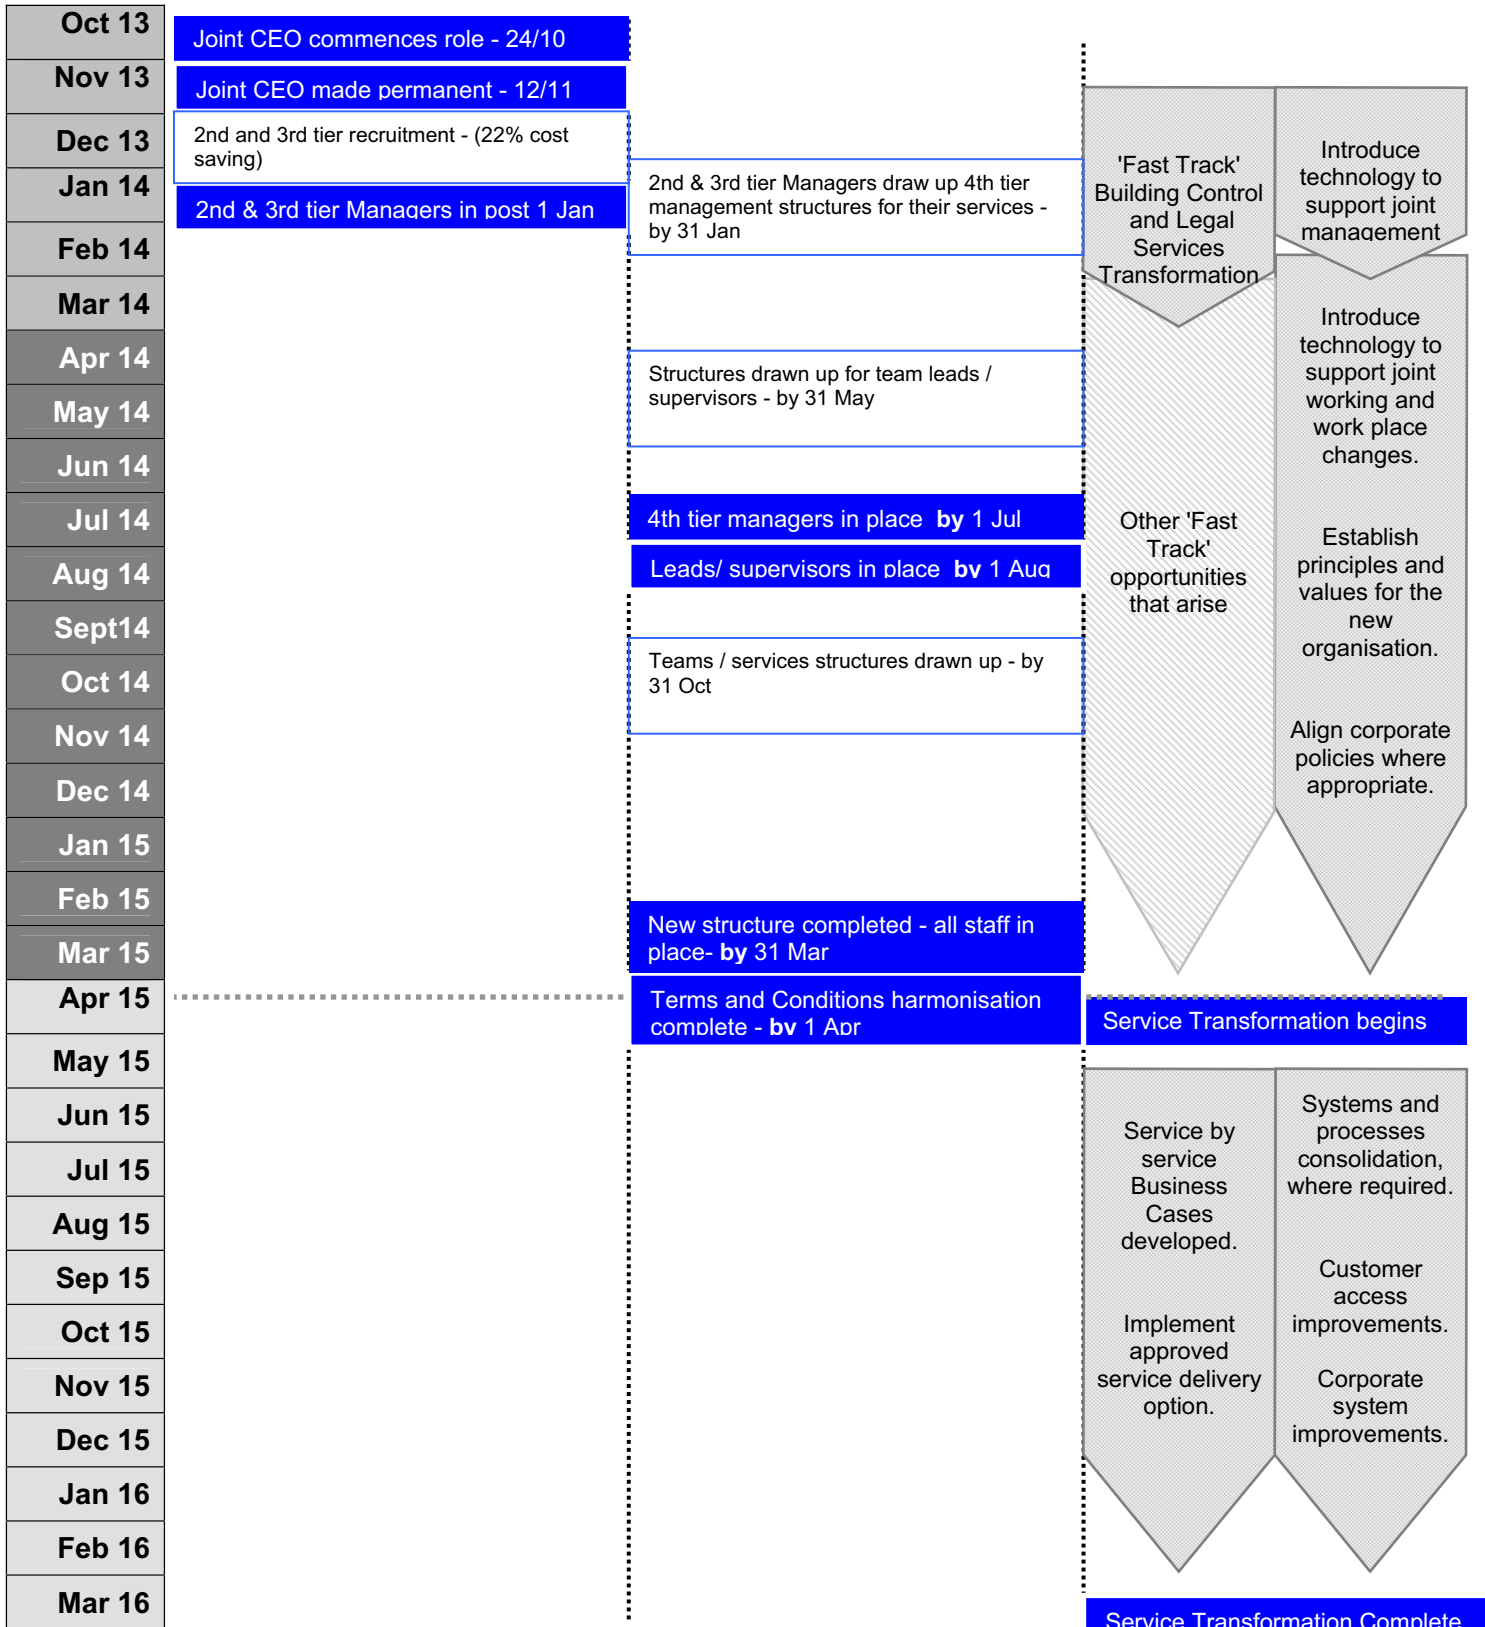 Oct 13
Nov 13
Dec 13
Jan 14
Feb 14
Mar 14
Apr 14
May 14
Jun 14
Jul 14
Aug 14
Sept14
Oct 14
Nov 14
Dec 14
Jan 15
Feb 15
Mar 15
Apr 15
May 15
Jun 15
Jul 15
Aug 15
Sep 15
Oct 15
Nov 15
Dec 15
Jan 16
Feb 16
Mar 16
Joint CEO commences role - 24/10
Joint CEO made permanent - 12/11
2nd and 3rd tier recruitment - (22% cost
saving)
2nd & 3rd tier Managers in post 1 Jan
2nd & 3rd tier Managers draw up 4th tier
management structures for their services -
by 31 Jan
Structures drawn up for team leads /
supervisors - by 31 May
4th tier managers in place by 1 Jul
Leads/ supervisors in place by 1 Aug
Teams / services structures drawn up - by
31 Oct
New structure completed - all staff in
place- by 31 Mar
Terms and Conditions harmonisation
complete - by 1 Apr
'Fast Track'
Building Control
and Legal
Services
Transformation
Other 'Fast
Track'
opportunities
that arise
Introduce
technology to
support joint
management
Introduce
technology to
support joint
working and
work place
changes.
Establish
principles and
values for the
new
organisation.
Align corporate
policies where
appropriate.
Service Transformation begins
Service by
service
Business
Cases
developed.
Implement
approved
service delivery
option.
Systems and
processes
consolidation,
where required.
Customer
access
improvements.
Corporate
system
improvements.
Service Transformation Complete